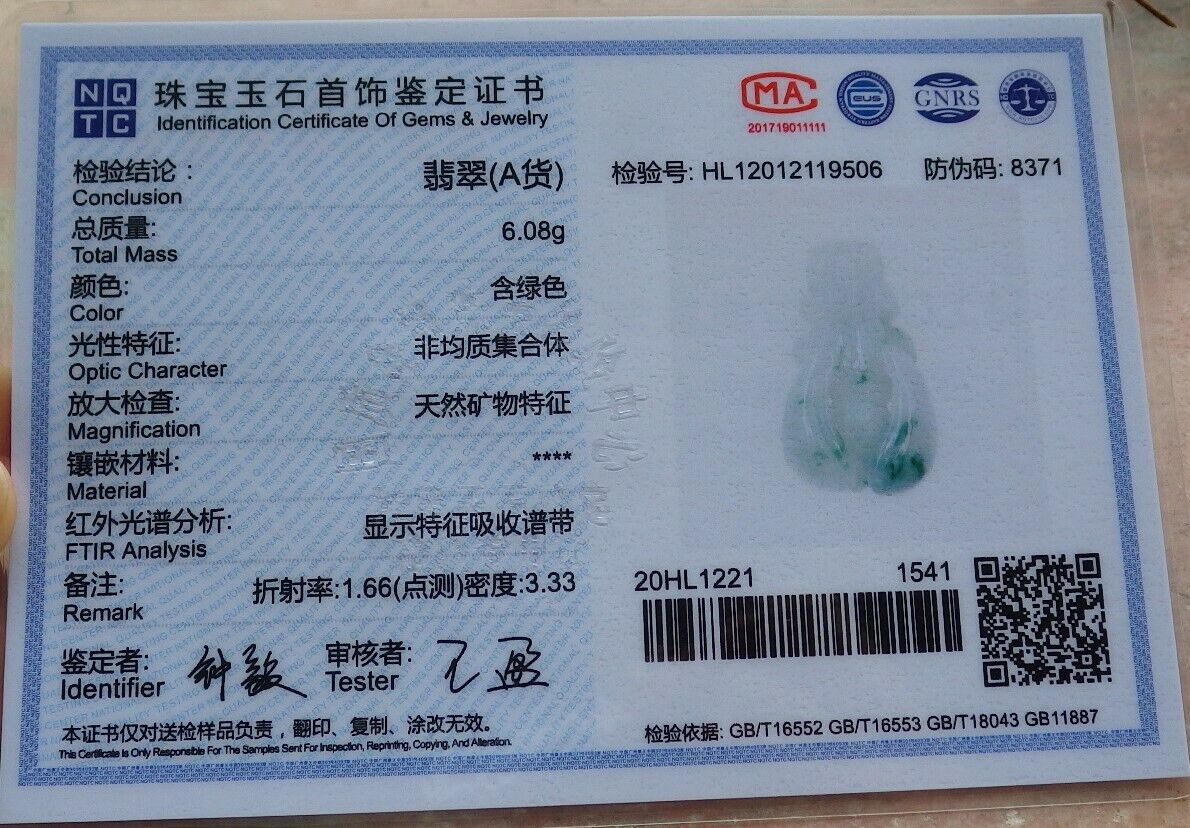 NQ
TC
珠宝玉石首饰鉴定证书
Identification Certificate Of Gems & Jewelry
MA
201719011111
EUS
GNRS
检验结论:
翡翠(A货)
Conclusion
总质量:
6.08g
Total Mass
颜色:
含绿色
Color
光性特征:
非均质集合体
Optic Character
放大检查:
天然矿物特征
Magnification
镶嵌材料:
****
Material
红外光谱分析:
显示特征吸收谱带
FTIR Analysis
备注:
折射率:1.66(点测)密度:3.33
Remark
鉴定者:
Identifier
审核者:
Tester
本证书仅对送检样品负责，翻印、复制、涂改无效。
This Certificate Is Only Responsible For The Samples Sent For Inspection, Reprinting, Copying, And Alteration.
检验号: HL12012119506 防伪码: 8371
20HL1221 1541
检验依据: GB/T16552 GB/T16553 GB/T18043 GB11887